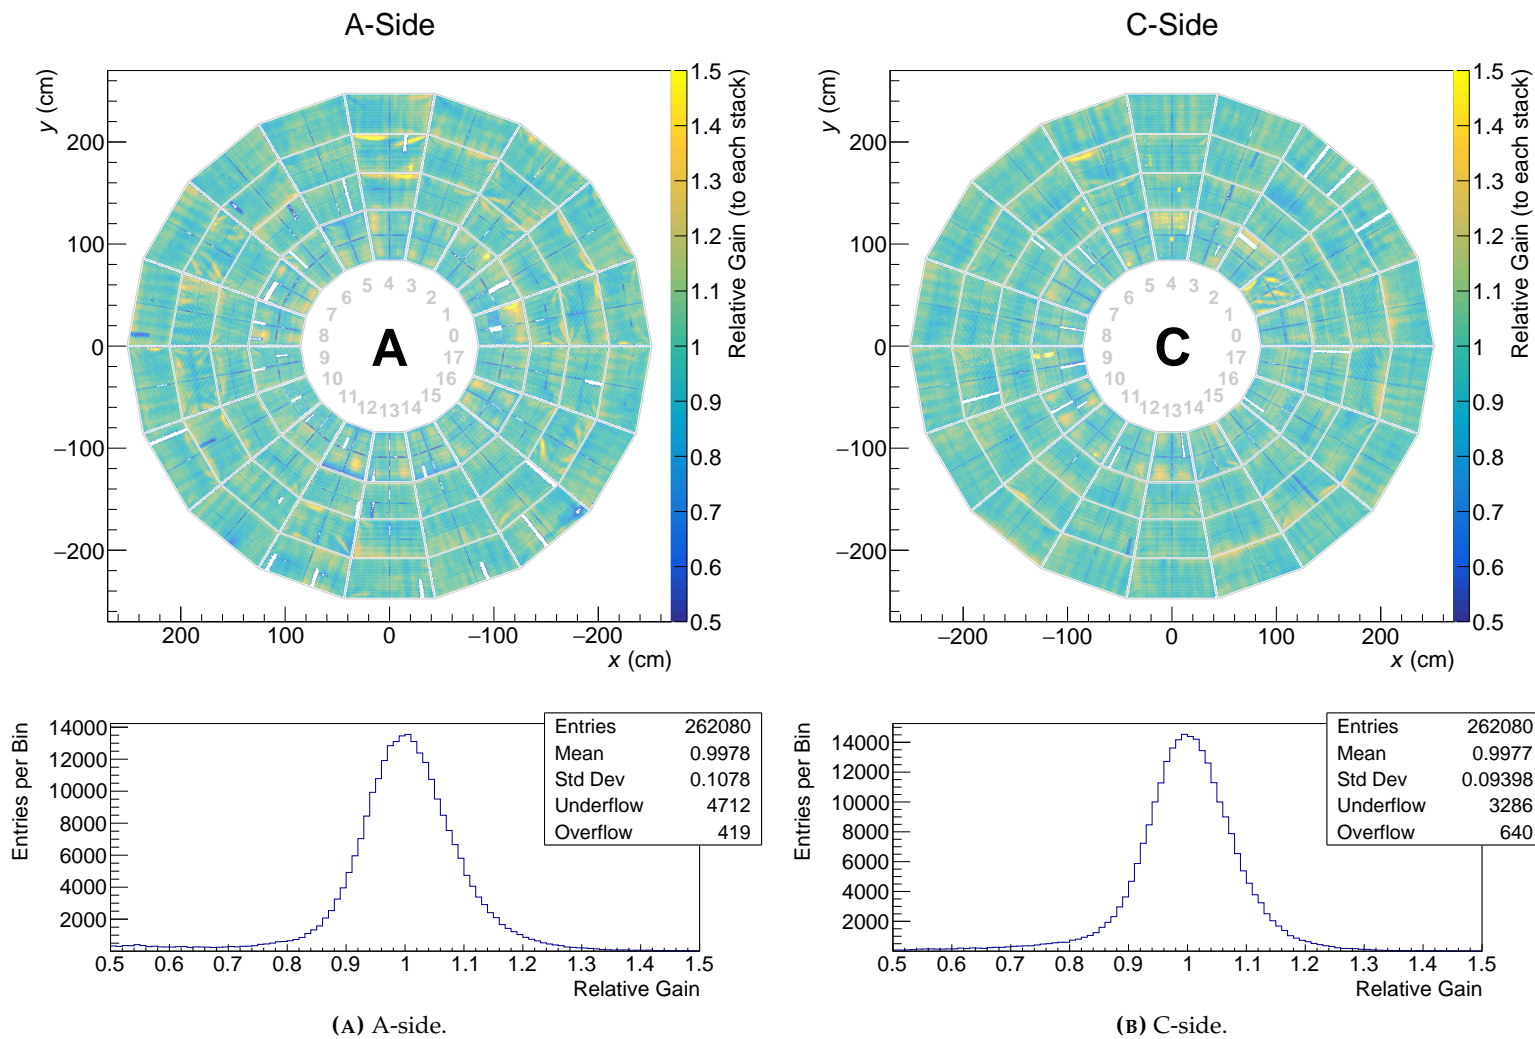 A-Side
C-Side
y (cm)
200
100
0
−100
−200
200 100 0 −100 −200
x (cm)
5 4 3
6 2
7 1
8 A 0
9 17
10 16
11 15
12 13 14
1.5
1.4
1.3
1.2
1.1
1
0.9
0.8
0.7
0.6
0.5
Relative Gain (to each stack)
y (cm)
200
100
0
−100
−200
−200 −100 0 100 200
x (cm)
5 4 3
6 2
7 1
8 C 0
9 17
10 16
11 15
12 13 14
1.5
1.4
1.3
1.2
1.1
1
0.9
0.8
0.7
0.6
0.5
Relative Gain (to each stack)
Entries per Bin
14000
12000
10000
8000
6000
4000
2000
Entries 262080
Mean 0.9978
Std Dev 0.1078
Underflow 4712
Overflow 419
0.5 0.6 0.7 0.8 0.9 1 1.1 1.2 1.3 1.4 1.5
Relative Gain
Entries per Bin
14000
12000
10000
8000
6000
4000
2000
Entries 262080
Mean 0.9977
Std Dev 0.09398
Underflow 3286
Overflow 640
0.5 0.6 0.7 0.8 0.9 1 1.1 1.2 1.3 1.4 1.5
Relative Gain
(A) A-side.
(B) C-side.